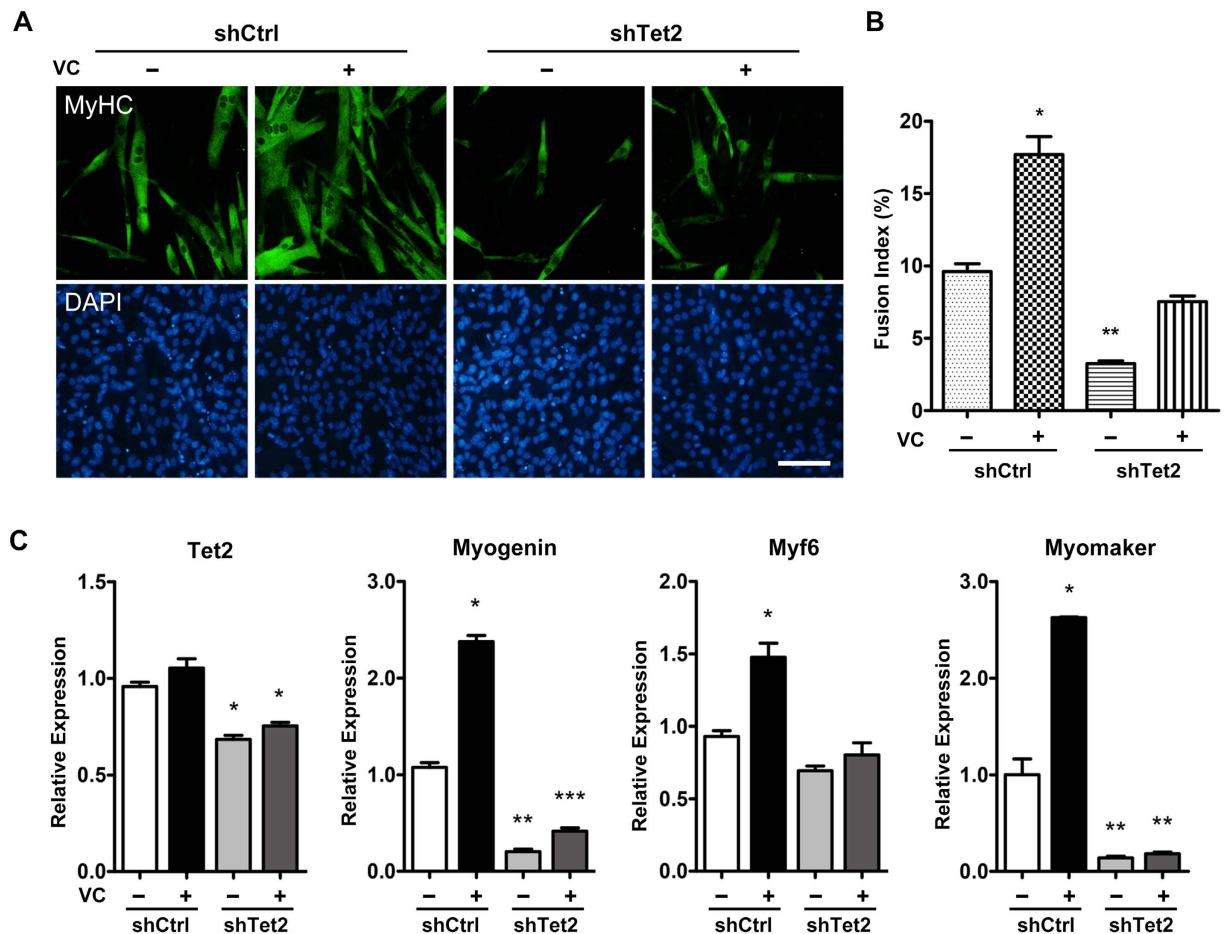 A
shCtrl
shTet2
VC
– + – +
MyHC
DAPI
B
Fusion Index (%)
20
15
10
5
0
*
**
VC
– + – +
shCtrl
shTet2
C
Tet2
Relative Expression
1.5
1.0
0.5
0.0
*
*
VC
– + – +
shCtrl
shTet2
Myogenin
Relative Expression
3.0
2.0
1.0
0.0
*
**
***
– + – +
shCtrl
shTet2
Myf6
Relative Expression
2.0
1.5
1.0
0.5
0.0
*
– + – +
shCtrl
shTet2
Myomaker
Relative Expression
3.0
2.0
1.0
0.0
*
**
**
– + – +
shCtrl
shTet2